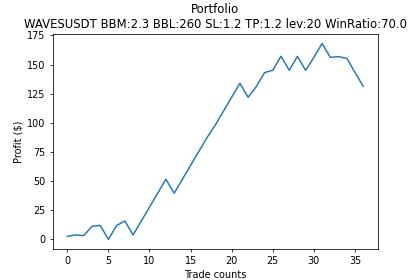 Portfolio
WAVESUSDT BBM:2.3 BBL:260 SL:1.2 TP:1.2 lev:20 WinRatio:70.0
175
150
125
100
75
50
25
0
Profit ($)
0 5 10 15 20 25 30 35
Trade counts